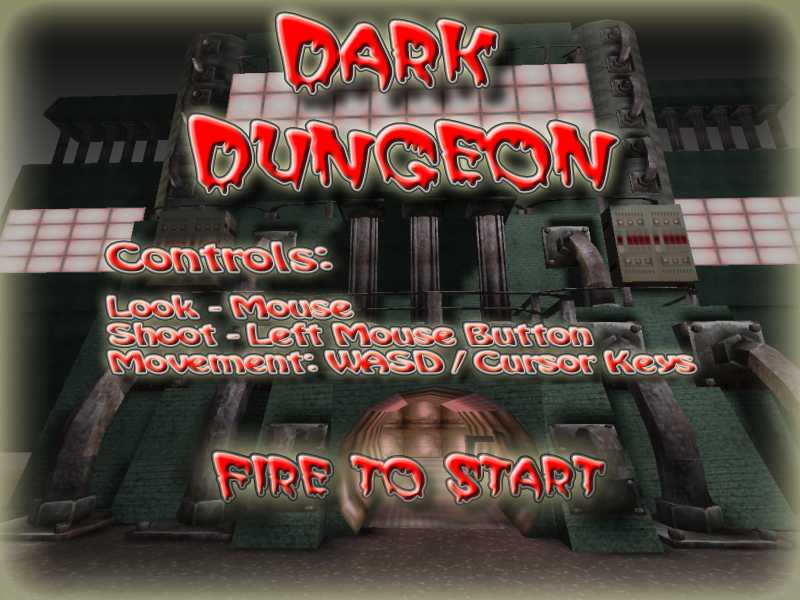 Dark
Dungeon
Controls:
Look - Mouse
Shoot - Left Mouse Button
Movement: WASD / Cursor Keys
Fire to Start